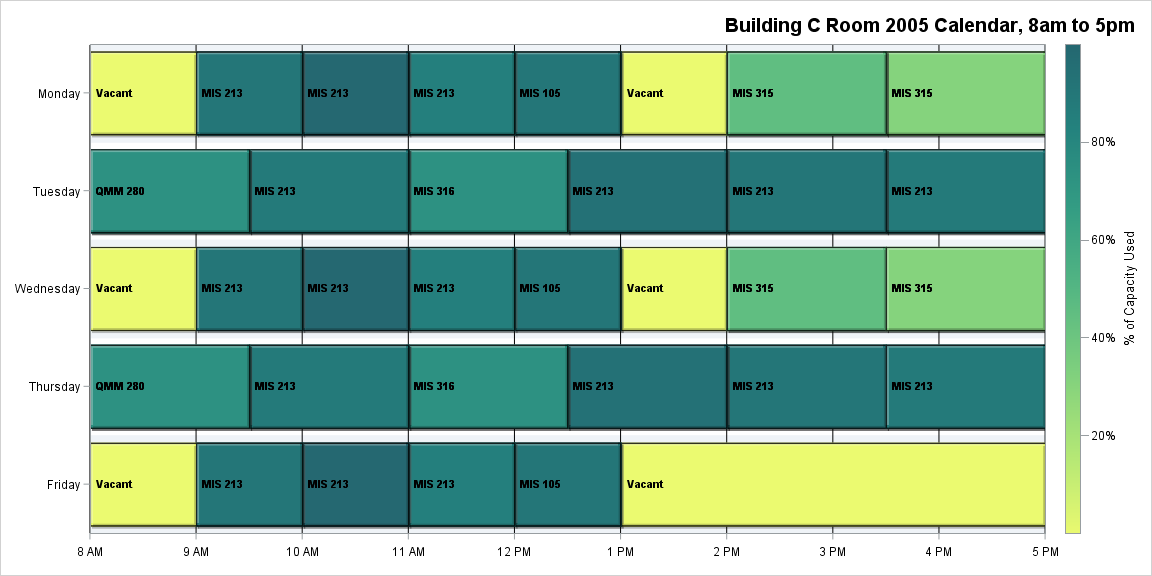 Building C Room 2005 Calendar, 8am to 5pm
Monday
Vacant
MIS 213
MIS 213
MIS 213
MIS 105
Vacant
MIS 315
MIS 315
Tuesday
QMM 280
MIS 213
MIS 316
MIS 213
MIS 213
MIS 213
Wednesday
Vacant
MIS 213
MIS 213
MIS 213
MIS 105
Vacant
MIS 315
MIS 315
Thursday
QMM 280
MIS 213
MIS 316
MIS 213
MIS 213
MIS 213
Friday
Vacant
MIS 213
MIS 213
MIS 213
MIS 105
Vacant
8 AM
9 AM
10 AM
11 AM
12 PM
1 PM
2 PM
3 PM
4 PM
5 PM
80%
60%
40%
20%
% of Capacity Used